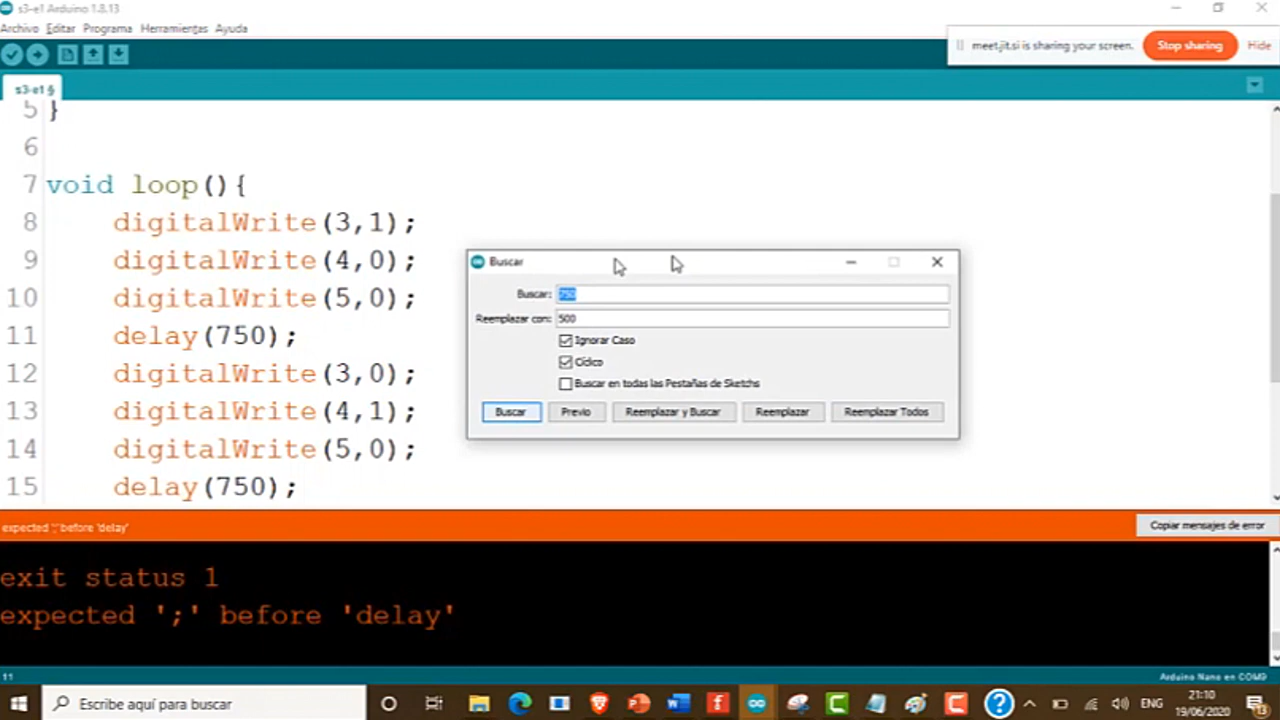 s3-e1 Arduino 1.8.13
Archivo Editar Programa Herramientas Ayuda
meet.jit.si is sharing your screen.
Stop sharing
Hide
s3-e1 §
5 }
6
7 void loop(){
8 digitalWrite(3,1);
9 digitalWrite(4,0);
10 digitalWrite(5,0);
11 delay(750);
12 digitalWrite(3,0);
13 digitalWrite(4,1);
14 digitalWrite(5,0);
15 delay(750);
Buscar
Buscar: 750
Reemplazar con: 500
Ignorar Caso
Cíclico
Buscar en todas las Pestañas de Sketchs
Buscar Previo Reemplazar y Buscar Reemplazar Reemplazar Todos
expected ';' before 'delay'
Copiar mensajes de error
exit status 1
expected ';' before 'delay'
11
Arduino Nano en COM9
Escribe aquí para buscar
ENG
21:10
19/06/2020